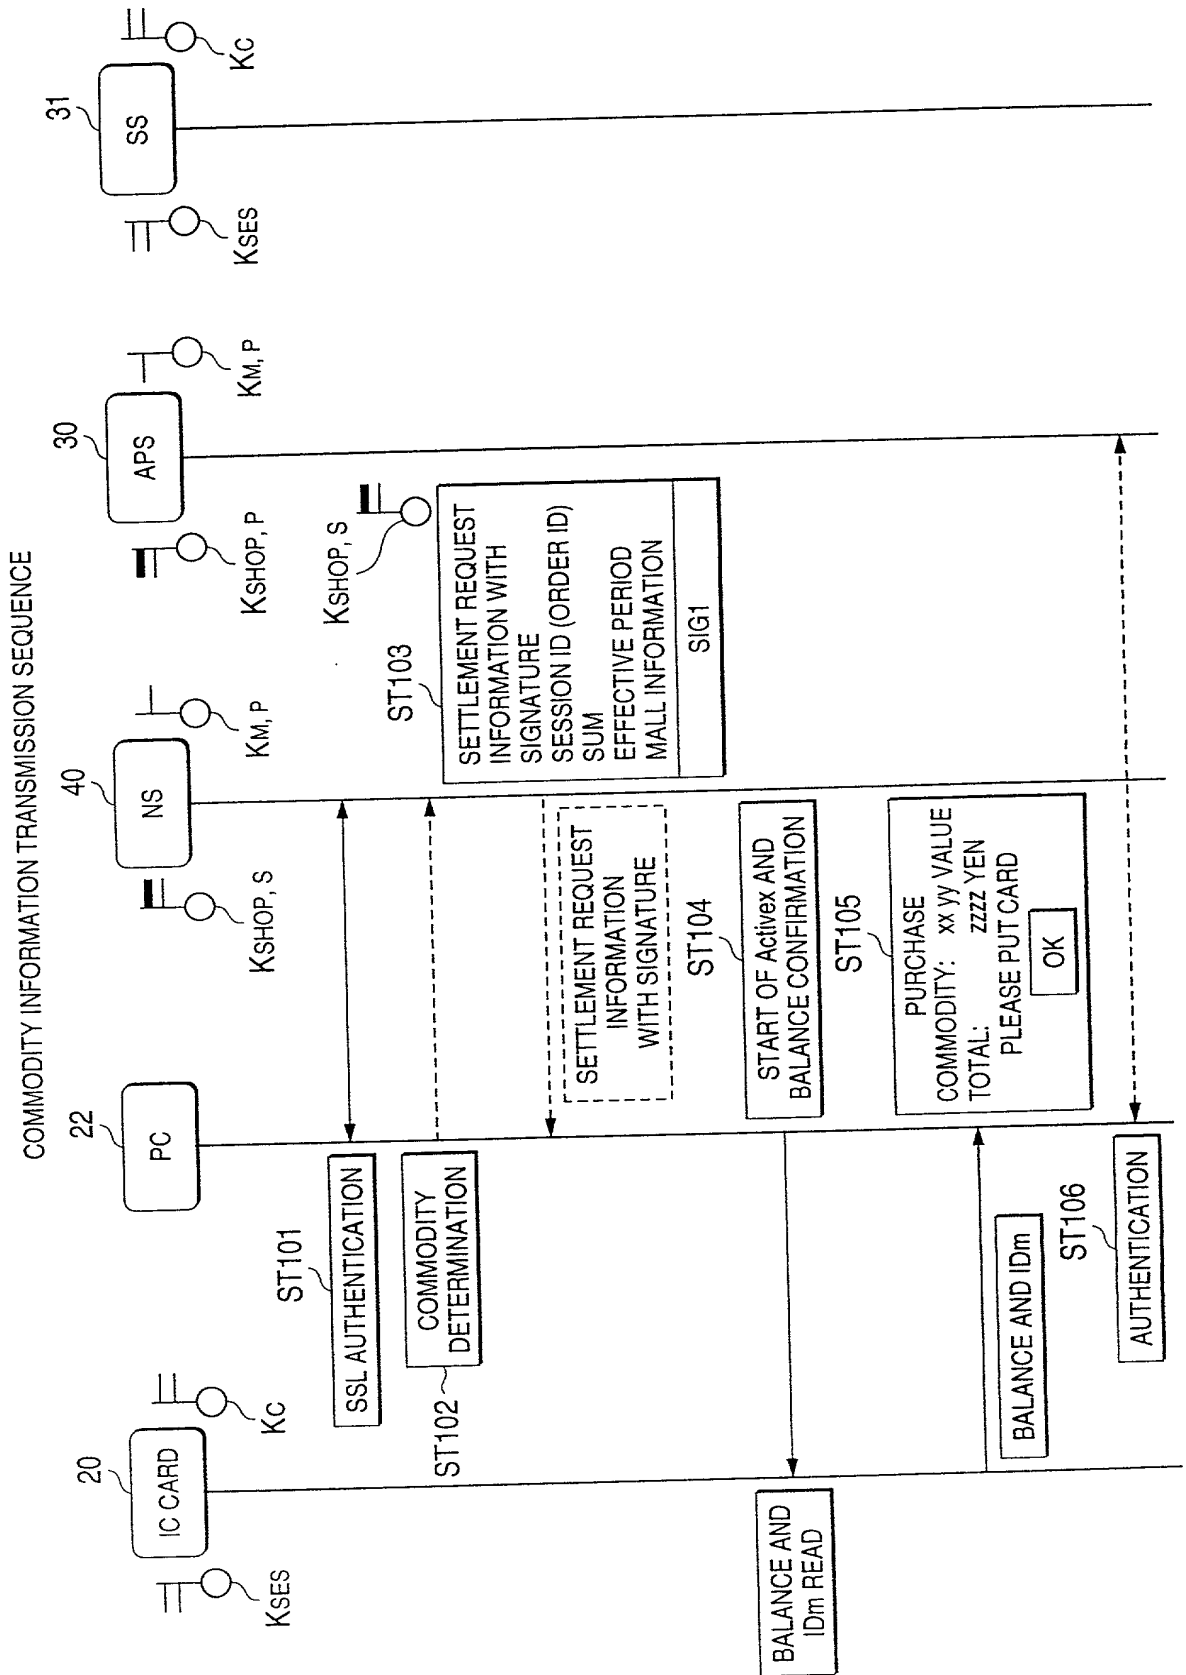 COMMODITY INFORMATION TRANSMISSION SEQUENCE
20
IC CARD
KSES
KC
22
PC
40
NS
KSHOP, S
KM, P
30
APS
KSHOP, P
KM, P
31
SS
KSES
KC
ST101
SSL AUTHENTICATION
COMMODITY
DETERMINATION
ST102
ST103
KSHOP, S
SETTLEMENT REQUEST
INFORMATION WITH
SIGNATURE
SESSION ID (ORDER ID)
SUM
EFFECTIVE PERIOD
MALL INFORMATION
SIG1
SETTLEMENT REQUEST
INFORMATION
WITH SIGNATURE
ST104
START OF Activex AND
BALANCE CONFIRMATION
BALANCE AND
IDm READ
ST105
PURCHASE
COMMODITY: xx yy VALUE
TOTAL: zzzz YEN
PLEASE PUT CARD
OK
BALANCE AND IDm
ST106
AUTHENTICATION